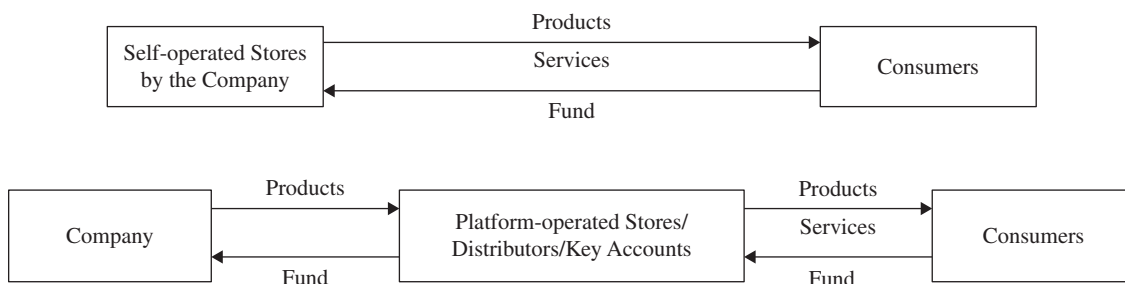 Products
Self-operated Stores
by the Company
Services
Consumers
Fund
Products
Products
Company
Platform-operated Stores/
Distributors/Key Accounts
Services
Consumers
Fund
Fund